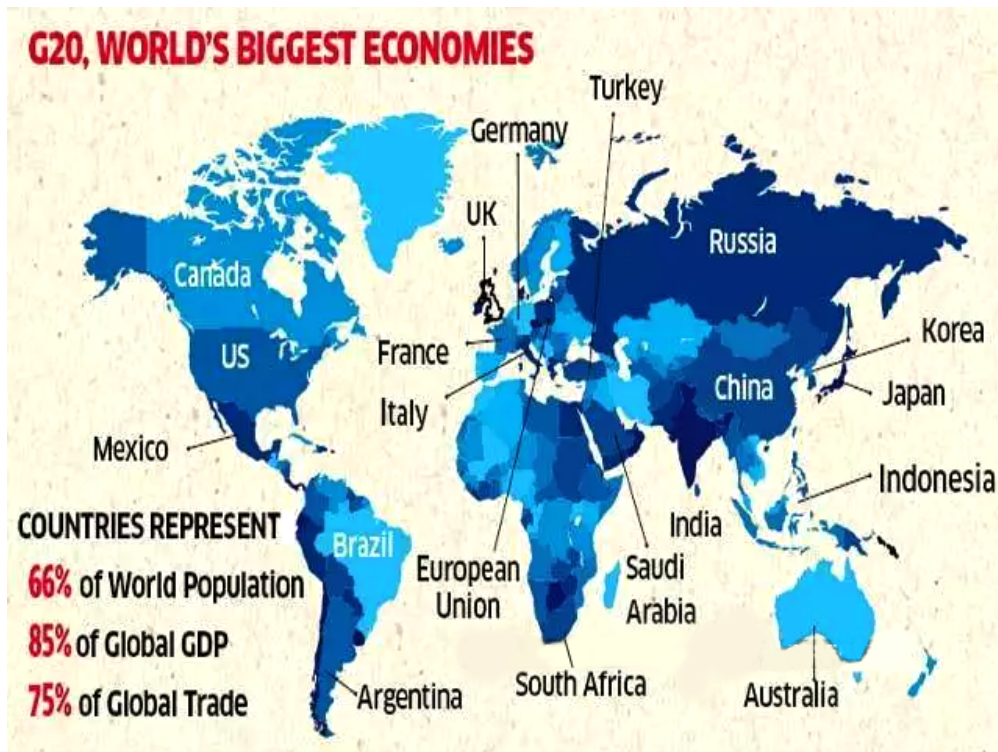 G20, WORLD'S BIGGEST ECONOMIES
Turkey
Germany
UK
Russia
Canada
Korea
US
France
China
Japan
Italy
Mexico
Indonesia
COUNTRIES REPRESENT
India
Brazil
European
Union
Saudi
Arabia
66% of World Population
85% of Global GDP
75% of Global Trade
South Africa
Argentina
Australia